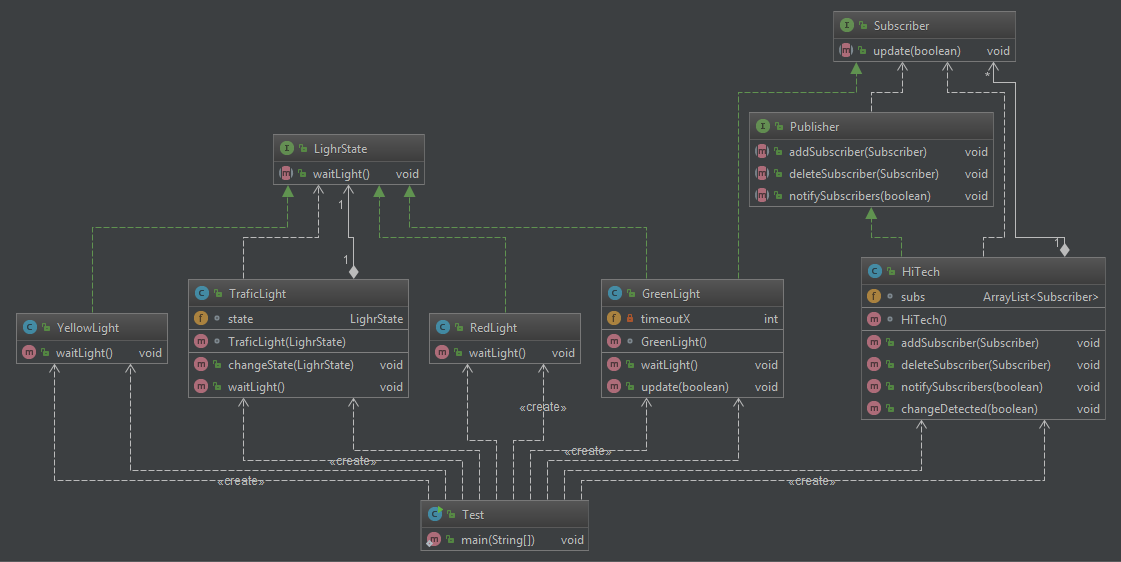 Subscriber
update(boolean) void
*
Publisher
addSubscriber(Subscriber) void
deleteSubscriber(Subscriber) void
notifySubscribers(boolean) void
LighrState
waitLight() void
1
1
1
HiTech
subs ArrayList<Subscriber>
HiTech()
addSubscriber(Subscriber) void
deleteSubscriber(Subscriber) void
notifySubscribers(boolean) void
changeDetected(boolean) void
TraficLight
state LighrState
TraficLight(LighrState)
changeState(LighrState) void
waitLight() void
GreenLight
timeoutX int
GreenLight()
waitLight() void
update(boolean) void
YellowLight
waitLight() void
RedLight
waitLight() void
«create»
«create»
«create»
«create»
«create»
Test
main(String[]) void